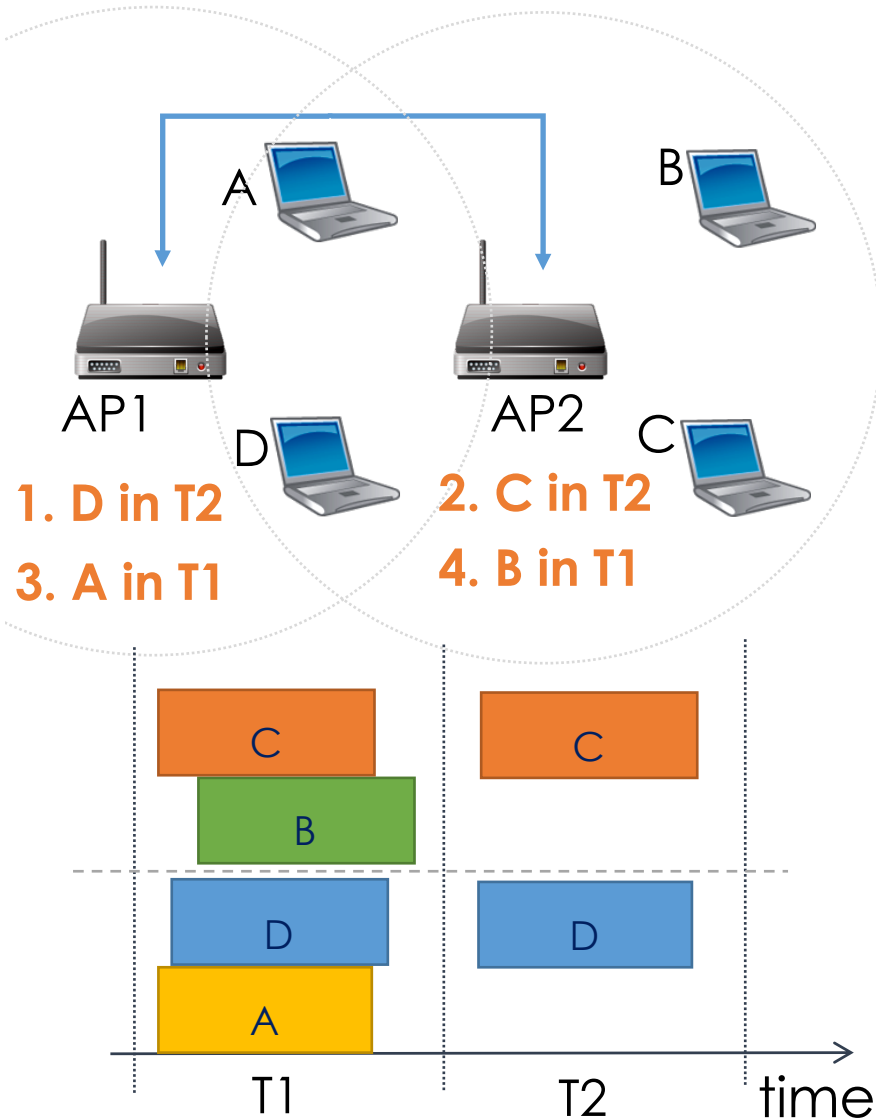 A
B
AP1
AP2
D
C
1. D in T2
2. C in T2
3. A in T1
4. B in T1
C
C
B
D
D
A
T1
T2
time